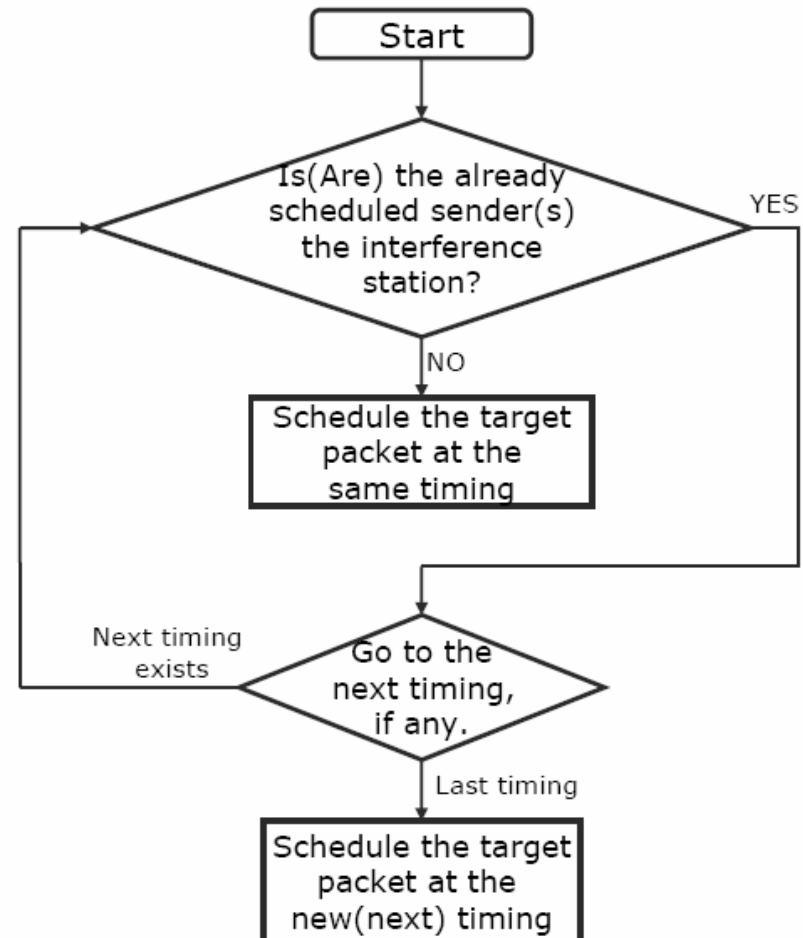 Start
Is(Are) the already
scheduled sender(s)
the interference
station?
YES
NO
Schedule the target
packet at the
same timing
Next timing
exists
Go to the
next timing,
if any.
Last timing
Schedule the target
packet at the
new(next) timing